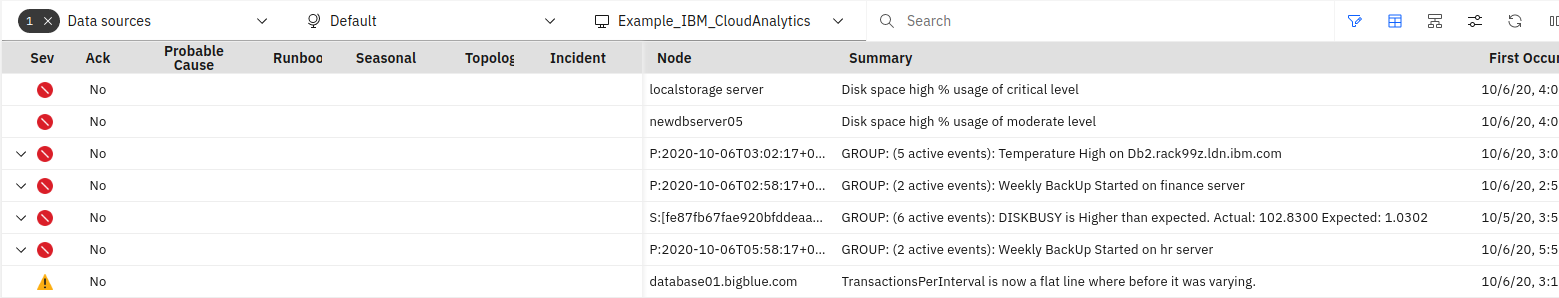 1 × Data sources Default Example_IBM_CloudAnalytics Search
Sev Ack Probable Cause Runboo Seasonal Topolog Incident Node Summary First Occur
No localstorage server Disk space high % usage of critical level 10/6/20, 4:0
No newdbserver05 Disk space high % usage of moderate level 10/6/20, 4:0
No P:2020-10-06T03:02:17+0... GROUP: (5 active events): Temperature High on Db2.rack99z.ldn.ibm.com 10/6/20, 3:0
No P:2020-10-06T02:58:17+0... GROUP: (2 active events): Weekly BackUp Started on finance server 10/6/20, 2:5
No S:[fe87fb67fae920bfddeaa... GROUP: (6 active events): DISKBUSY is Higher than expected. Actual: 102.8300 Expected: 1.0302 10/5/20, 3:5
No P:2020-10-06T05:58:17+0... GROUP: (2 active events): Weekly BackUp Started on hr server 10/6/20, 5:5
No database01.bigblue.com TransactionsPerInterval is now a flat line where before it was varying. 10/6/20, 3:1